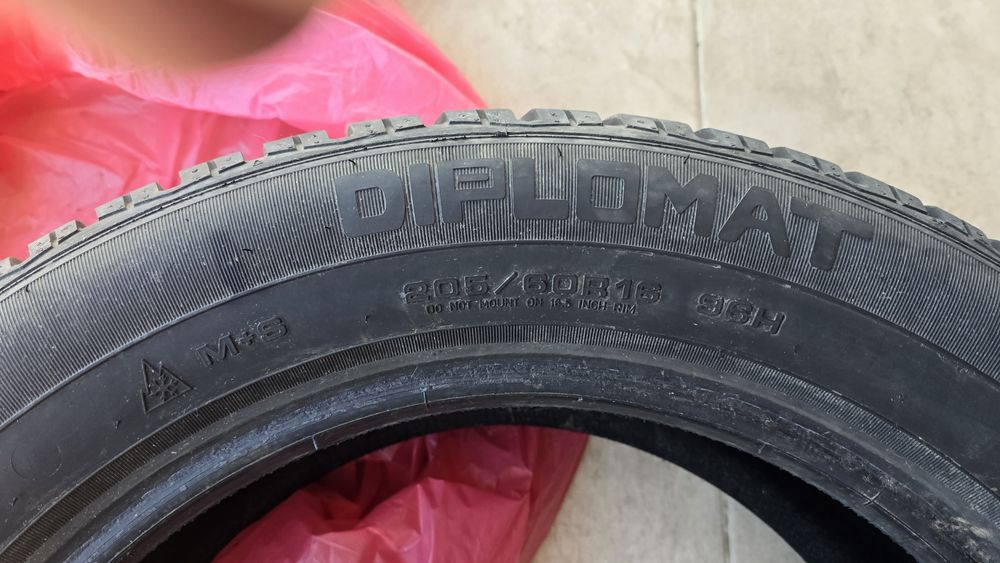 DIPLOMAT
205/60R16 96H
DO NOT MOUNT ON 16.5 INCH RIM
M+S